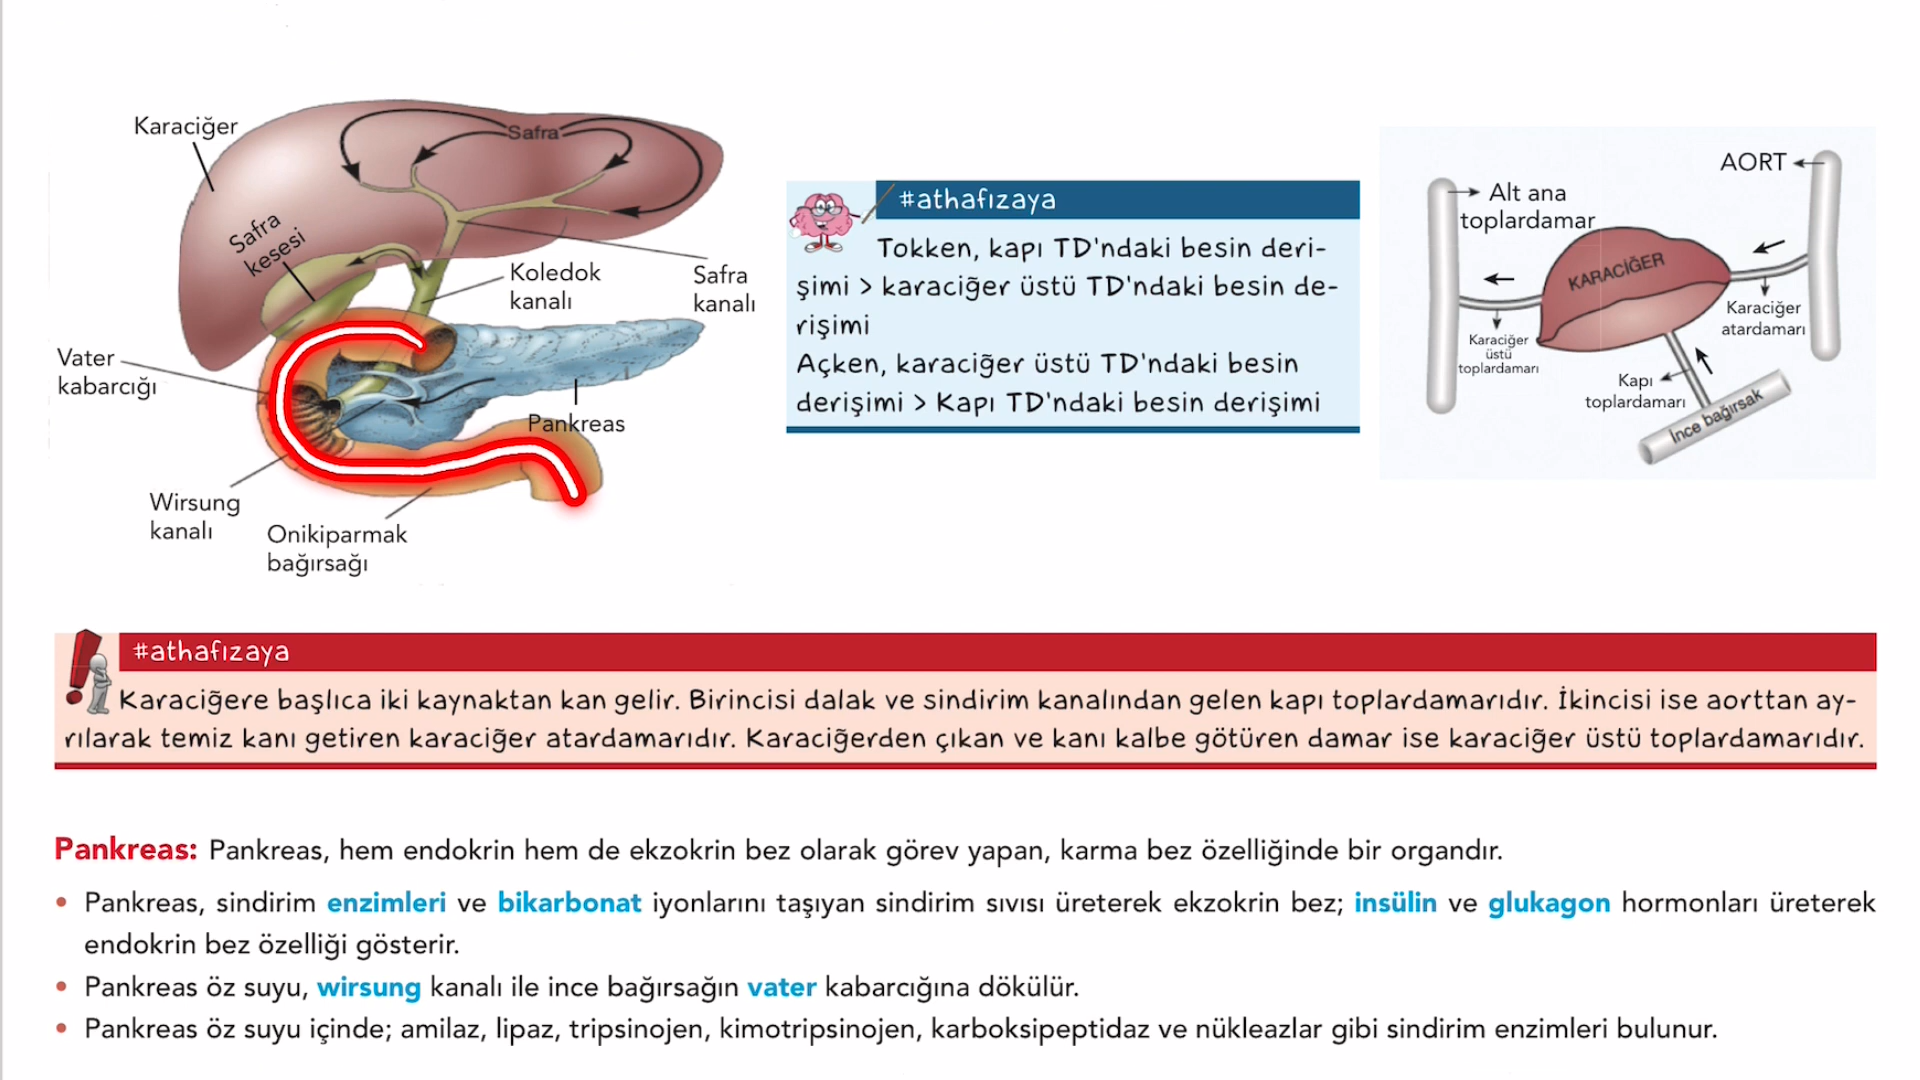 Karaciğer
Safra
Safra
kesesi
Koledok
kanalı
Safra
kanalı
Vater
kabarcığı
Pankreas
Wirsung
kanalı
Onikiparmak
bağırsağı
#athafızaya
Tokken, kapı TD'ndaki besin deri-
şimi > karaciğer üstü TD'ndaki besin de-
rişimi
Açken, karaciğer üstü TD'ndaki besin
derişimi > Kapı TD'ndaki besin derişimi
AORT
Alt ana
toplardamar
KARACİĞER
Karaciğer
atardamarı
Karaciğer
üstü
toplardamarı
Kapı
toplardamarı
İnce bağırsak
#athafızaya
Karaciğere başlıca iki kaynaktan kan gelir. Birincisi dalak ve sindirim kanalından gelen kapı toplardamarıdır. İkincisi ise aorttan ay-
rılarak temiz kanı getiren karaciğer atardamarıdır. Karaciğerden çıkan ve kanı kalbe götüren damar ise karaciğer üstü toplardamarıdır.
Pankreas: Pankreas, hem endokrin hem de ekzokrin bez olarak görev yapan, karma bez özelliğinde bir organdır.
• Pankreas, sindirim enzimleri ve bikarbonat iyonlarını taşıyan sindirim sıvısı üreterek ekzokrin bez; insülin ve glukagon hormonları üreterek
endokrin bez özelliği gösterir.
• Pankreas öz suyu, wirsung kanalı ile ince bağırsağın vater kabarcığına dökülür.
• Pankreas öz suyu içinde; amilaz, lipaz, tripsinojen, kimotripsinojen, karboksipeptidaz ve nükleazlar gibi sindirim enzimleri bulunur.